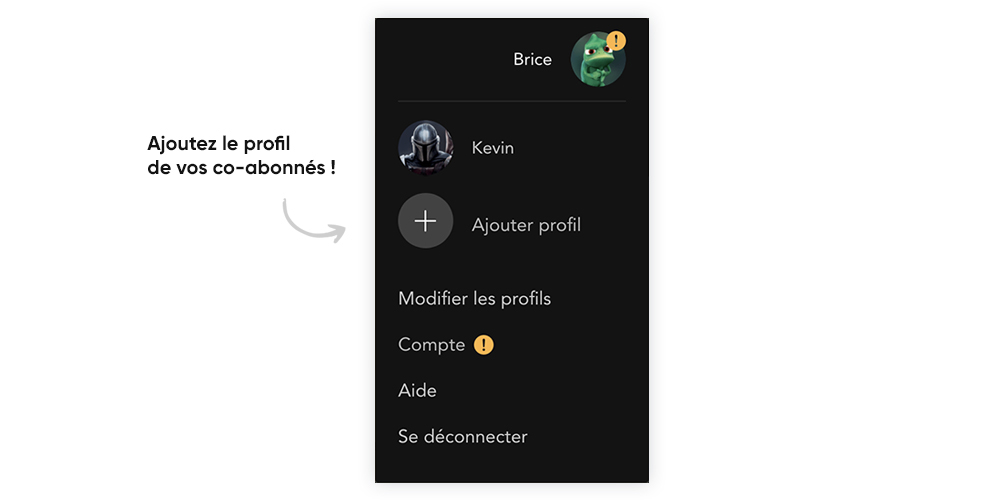 Brice
!
Kevin
Ajoutez le profil
de vos co-abonnés !
Ajouter profil
Modifier les profils
Compte !
Aide
Se déconnecter